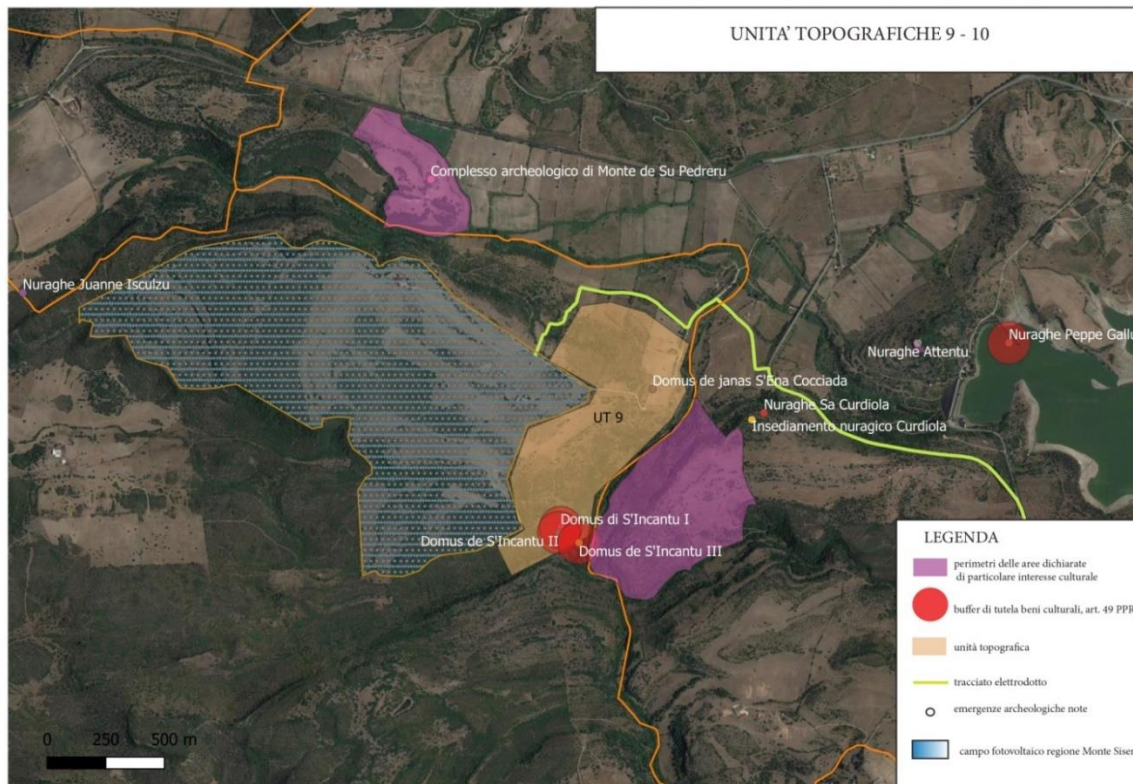 UNITA' TOPOGRAFICHE 9 - 10
Complesso archeologico di Monte de Su Pedreru
Nuraghe Juanne Isculzu
Nuraghe Peppe Gallu
Nuraghe Attentu
Domus de janas S'Ena Cocciada
Nuraghe Sa Curdiola
UT 9
Insediamento nuragico Curdiola
Domus di S'Incantu I
Domus de S'Incantu II
Domus de S'Incantu III
LEGENDA
perimetri delle aree dichiarate
di particolare interesse culturale
buffer di tutela beni culturali, art. 49 PPR
unità topografica
tracciato elettrodotto
emergenze archeologiche note
campo fotovoltaico regione Monte Siser
0 250 500 m